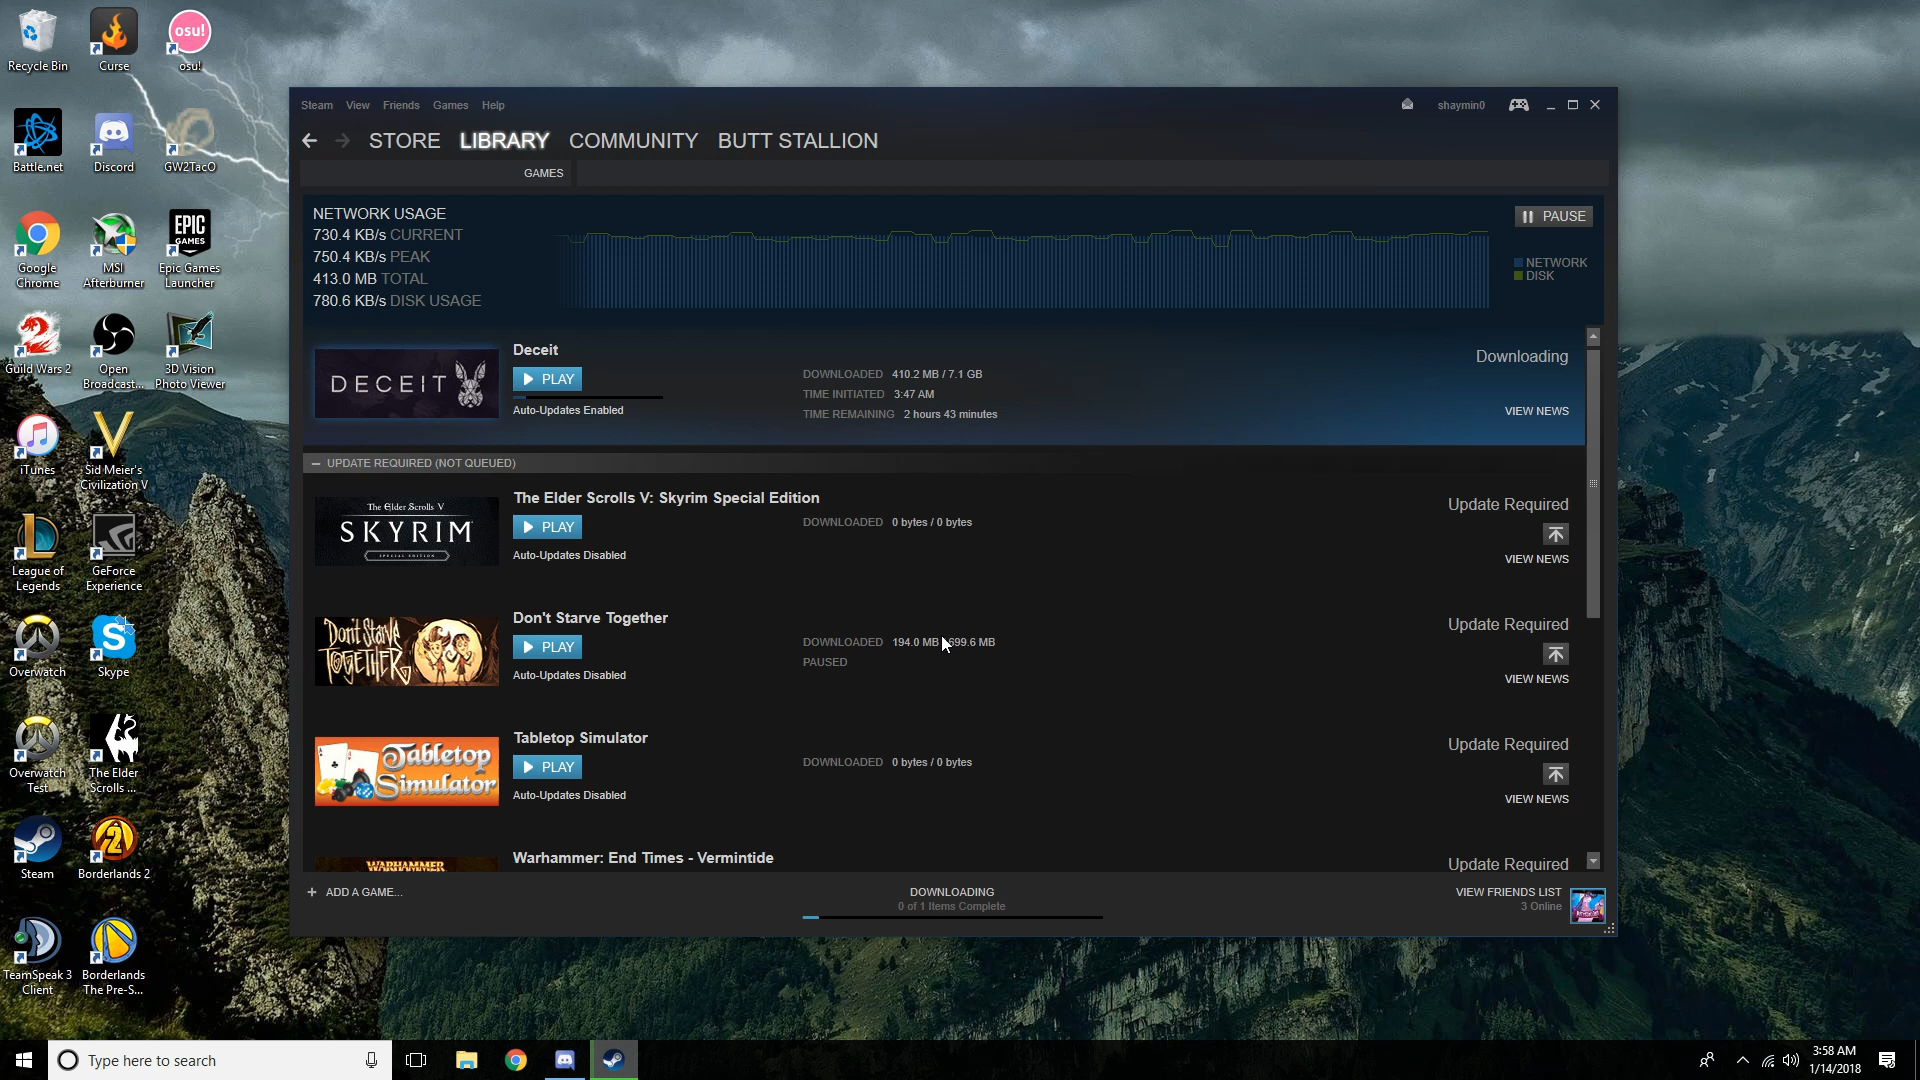 Recycle Bin
Curse
osu!
osu!
Battle.net
Discord
GW2TacO
Google Chrome
MSI Afterburner
EPIC GAMES
Epic Games Launcher
Guild Wars 2
Open Broadcast...
3D Vision Photo Viewer
iTunes
Sid Meier's Civilization V
League of Legends
GeForce Experience
Overwatch
Skype
Overwatch Test
The Elder Scrolls ...
Steam
Borderlands 2
TeamSpeak 3 Client
Borderlands The Pre-S...
Steam View Friends Games Help
shaymin0
STORE LIBRARY COMMUNITY BUTT STALLION
GAMES
NETWORK USAGE
730.4 KB/s CURRENT
750.4 KB/s PEAK
413.0 MB TOTAL
780.6 KB/s DISK USAGE
PAUSE
NETWORK
DISK
DECEIT
Deceit
PLAY
Auto-Updates Enabled
DOWNLOADED 410.2 MB / 7.1 GB
TIME INITIATED 3:47 AM
TIME REMAINING 2 hours 43 minutes
Downloading
VIEW NEWS
UPDATE REQUIRED (NOT QUEUED)
The Elder Scrolls V
SKYRIM
SPECIAL EDITION
The Elder Scrolls V: Skyrim Special Edition
PLAY
Auto-Updates Disabled
DOWNLOADED 0 bytes / 0 bytes
Update Required
VIEW NEWS
Don't Starve
TOGETHER
Don't Starve Together
PLAY
Auto-Updates Disabled
DOWNLOADED 194.0 MB 699.6 MB
PAUSED
Update Required
VIEW NEWS
Tabletop
Simulator
Tabletop Simulator
PLAY
Auto-Updates Disabled
DOWNLOADED 0 bytes / 0 bytes
Update Required
VIEW NEWS
WARHAMMER
Warhammer: End Times - Vermintide
Update Required
+ ADD A GAME...
DOWNLOADING
0 of 1 Items Complete
VIEW FRIENDS LIST
3 Online
Type here to search
3:58 AM
1/14/2018